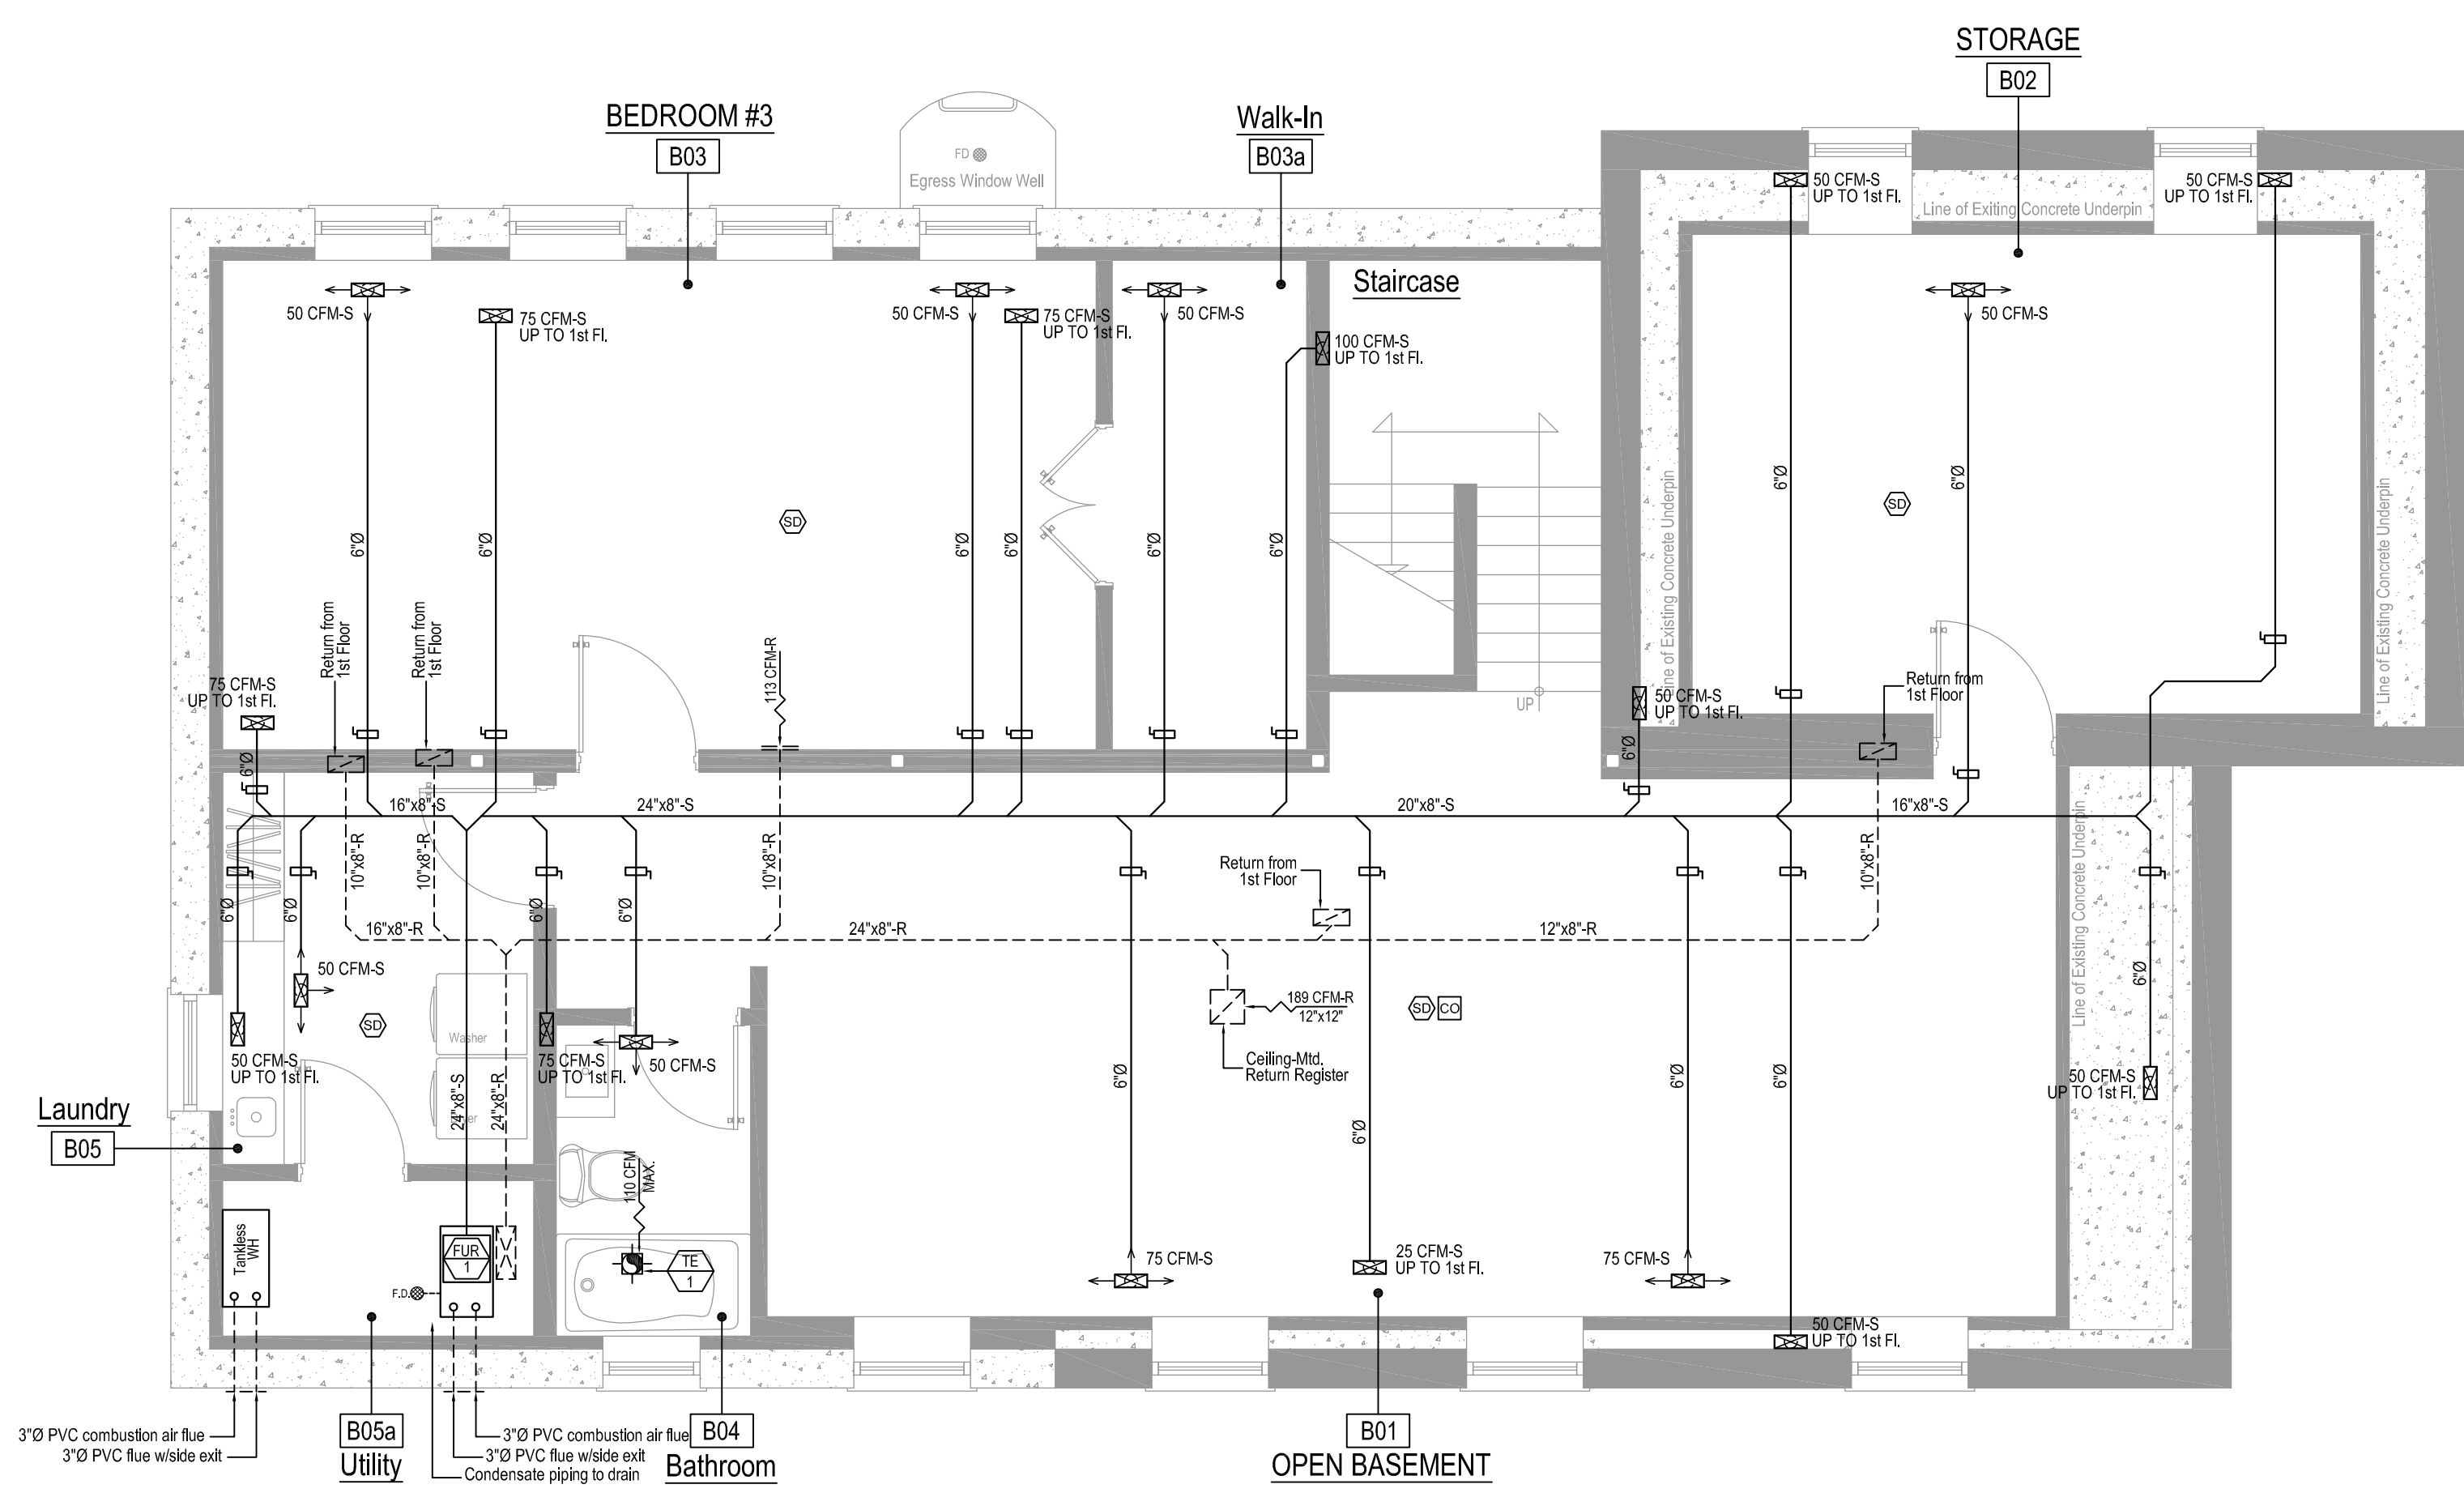 STORAGE
B02
BEDROOM #3
B03
Walk-In
B03a
FD
Egress Window Well
50 CFM-S
UP TO 1st Fl.
50 CFM-S
UP TO 1st Fl.
Line of Exiting Concrete Underpin
Staircase
50 CFM-S
75 CFM-S
UP TO 1st Fl.
50 CFM-S
75 CFM-S
UP TO 1st Fl.
50 CFM-S
100 CFM-S
UP TO 1st Fl.
50 CFM-S
6"Ø
6"Ø
6"Ø
6"Ø
6"Ø
6"Ø
6"Ø
6"Ø
SD
SD
Line of Existing Concrete Underpin
Line of Existing Concrete Underpin
Return from
1st Floor
Return from
1st Floor
113 CFM-R
75 CFM-S
UP TO 1st Fl.
UP
50 CFM-S
UP TO 1st Fl.
Return from
1st Floor
6"Ø
6"Ø
16"x8"-S
24"x8"-S
20"x8"-S
16"x8"-S
10"x8"-R
10"x8"-R
10"x8"-R
10"x8"-R
Return from
1st Floor
6"Ø
6"Ø
6"Ø
6"Ø
16"x8"-R
24"x8"-R
12"x8"-R
Line of Existing Concrete Underpin
6"Ø
50 CFM-S
SD
Washer
189 CFM-R
12"x12"
SD
CO
50 CFM-S
UP TO 1st Fl.
75 CFM-S
UP TO 1st Fl.
50 CFM-S
Ceiling-Mtd.
Return Register
6"Ø
6"Ø
6"Ø
6"Ø
50 CFM-S
UP TO 1st Fl.
24"x8"-S
24"x8"-R
Laundry
B05
110 CFM
MAX.
Tankless
WH
FUR
1
F.D.
TE
1
75 CFM-S
25 CFM-S
UP TO 1st Fl.
75 CFM-S
50 CFM-S
UP TO 1st Fl.
3"Ø PVC combustion air flue
3"Ø PVC flue w/side exit
B05a
Utility
3"Ø PVC combustion air flue
3"Ø PVC flue w/side exit
Condensate piping to drain
B04
Bathroom
B01
OPEN BASEMENT